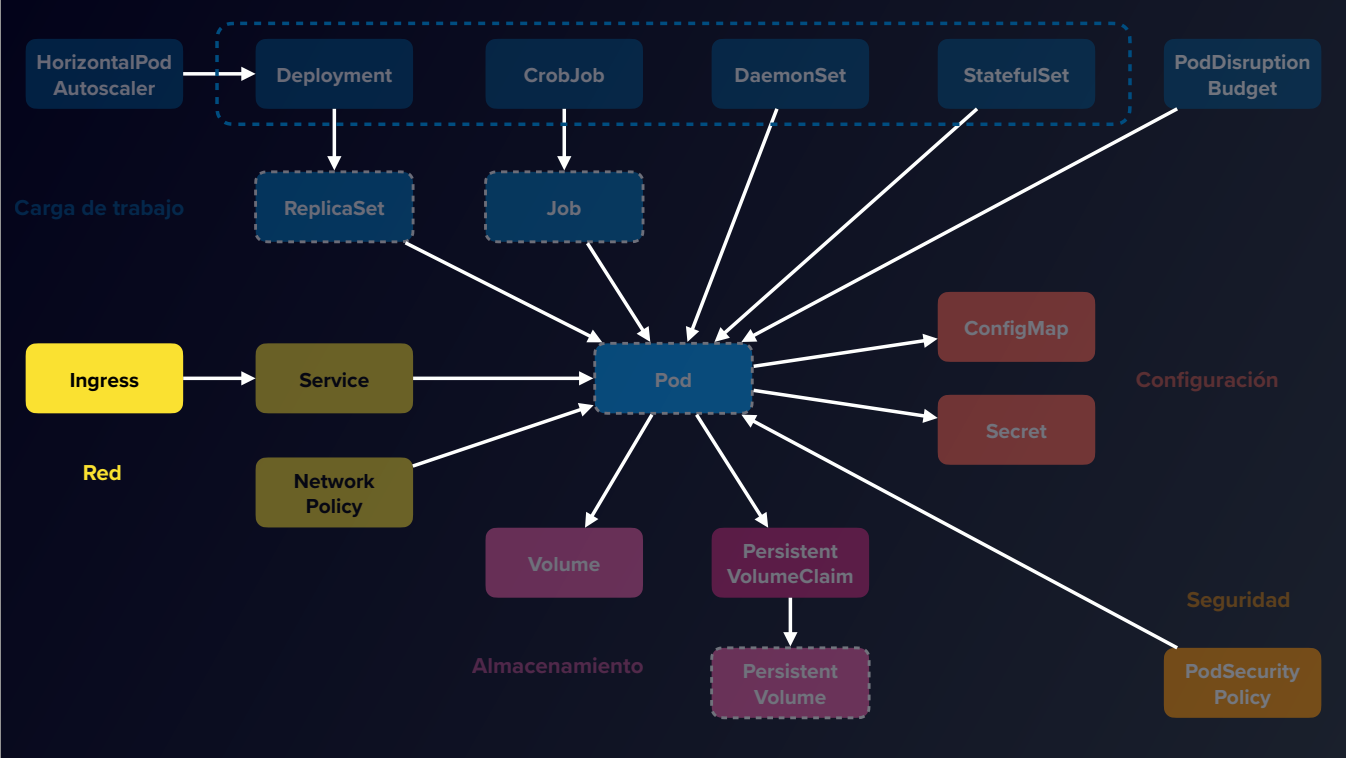 HorizontalPod
Autoscaler
Deployment
CrobJob
DaemonSet
StatefulSet
PodDisruption
Budget
Carga de trabajo
ReplicaSet
Job
Ingress
Service
Pod
ConfigMap
Configuración
Secret
Red
Network
Policy
Volume
Persistent
VolumeClaim
Seguridad
Almacenamiento
Persistent
Volume
PodSecurity
Policy